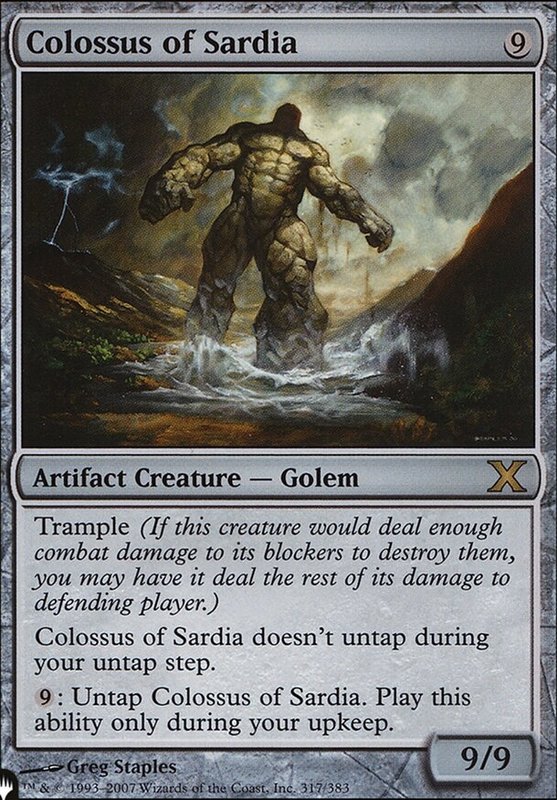 Colossus of Sardia 9
Artifact Creature — Golem
Trample (If this creature would deal enough
combat damage to its blockers to destroy them,
you may have it deal the rest of its damage to
defending player.)
Colossus of Sardia doesn't untap during
your untap step.
9: Untap Colossus of Sardia. Play this
ability only during your upkeep.
9/9
Greg Staples
™ & © 1993–2007 Wizards of the Coast, Inc. 317/383